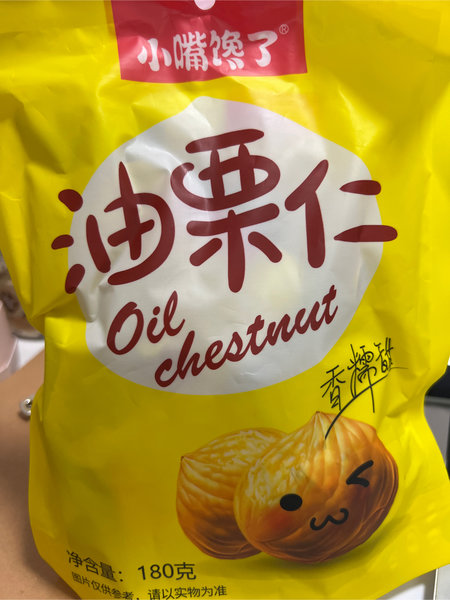 小嘴馋了®
油栗仁
Oil
chestnut
香糯甜
净含量：180克
图片仅供参考，请以实物为准